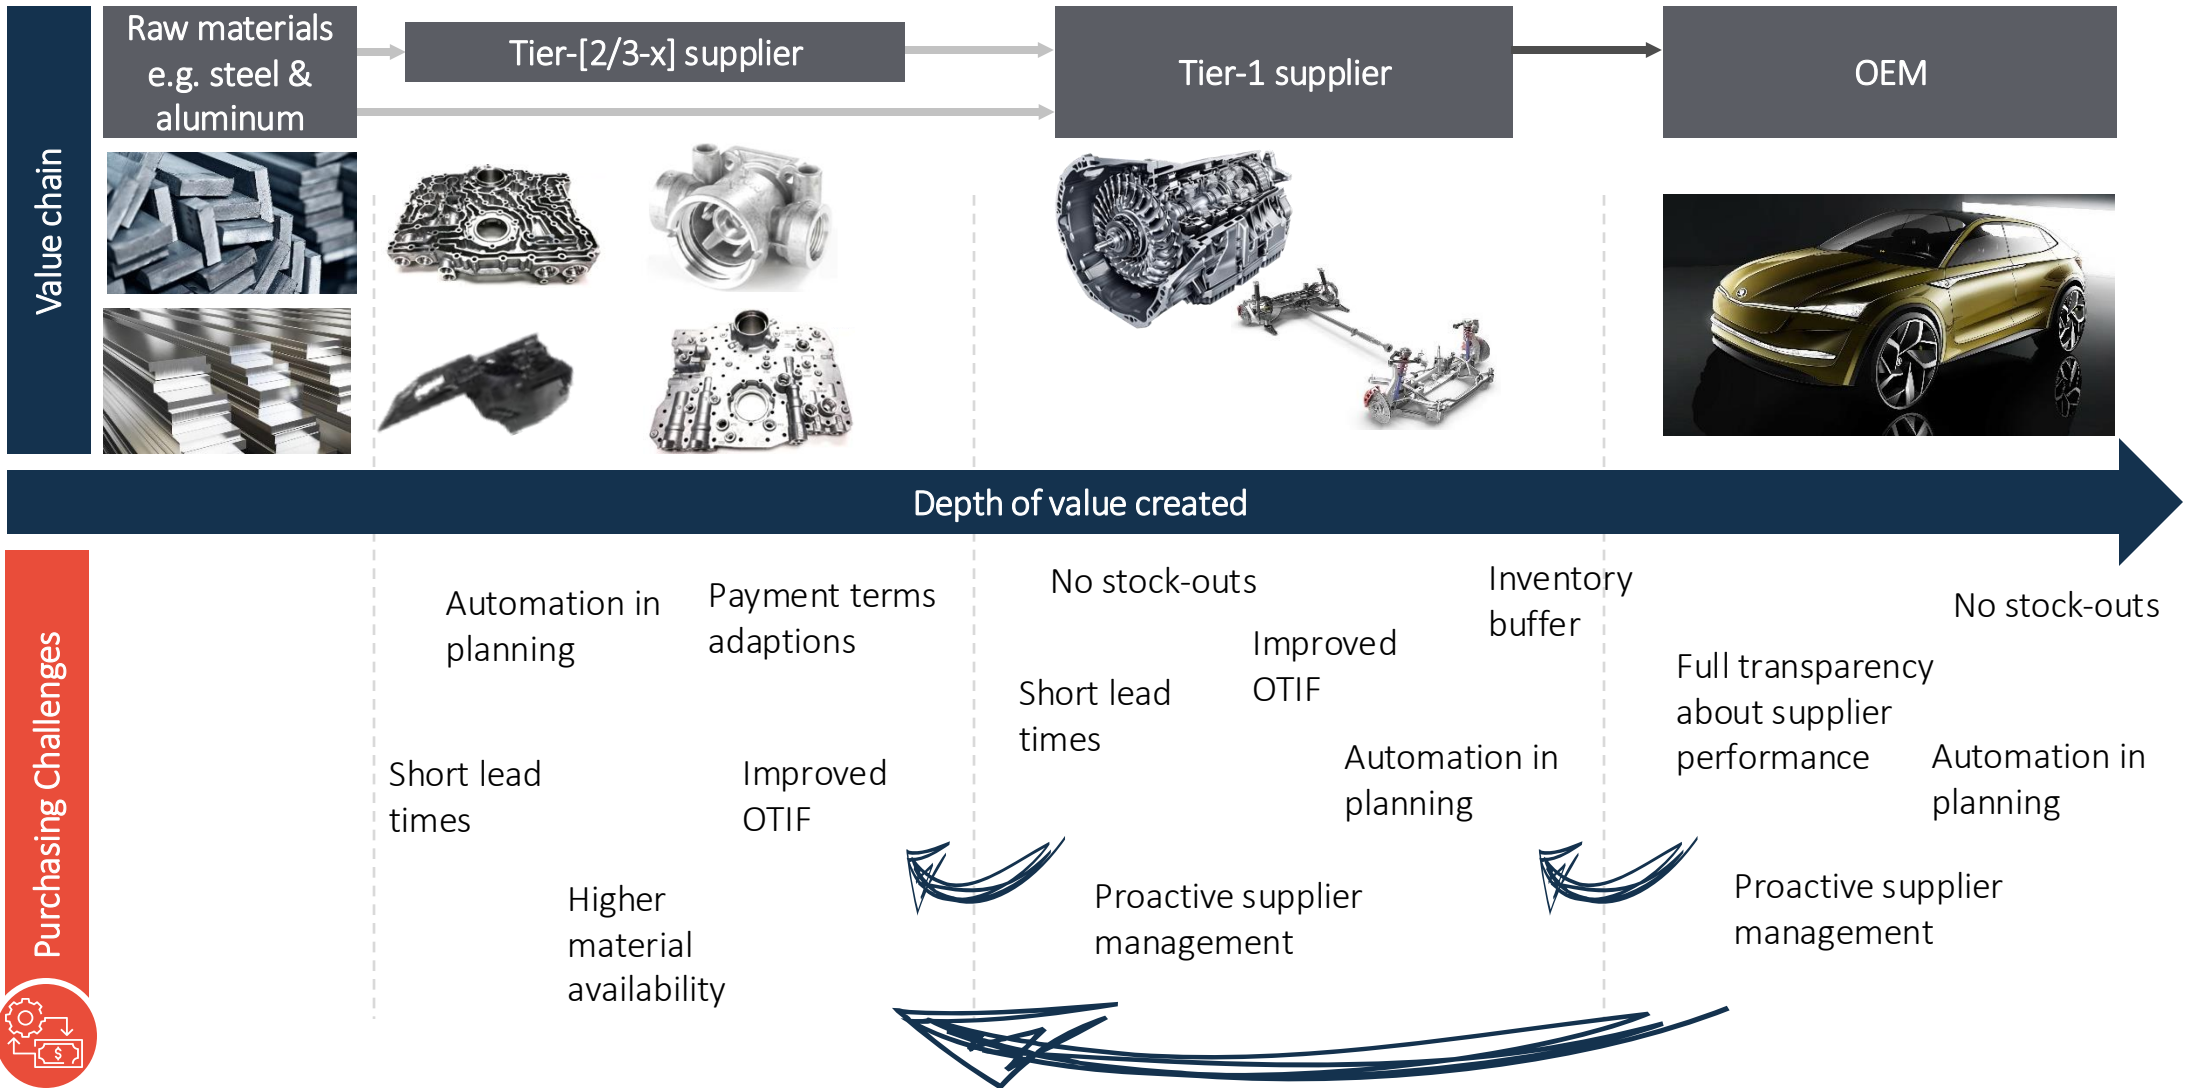 Raw materials
e.g. steel &
aluminum
Tier-[2/3-x] supplier
Tier-1 supplier
OEM
Value chain
Depth of value created
Purchasing Challenges
$
Automation in
planning
Payment terms
adaptions
Short lead
times
Improved
OTIF
Higher
material
availability
No stock-outs
Inventory
buffer
Improved
OTIF
Short lead
times
Automation in
planning
Proactive supplier
management
No stock-outs
Full transparency
about supplier
performance
Automation in
planning
Proactive supplier
management